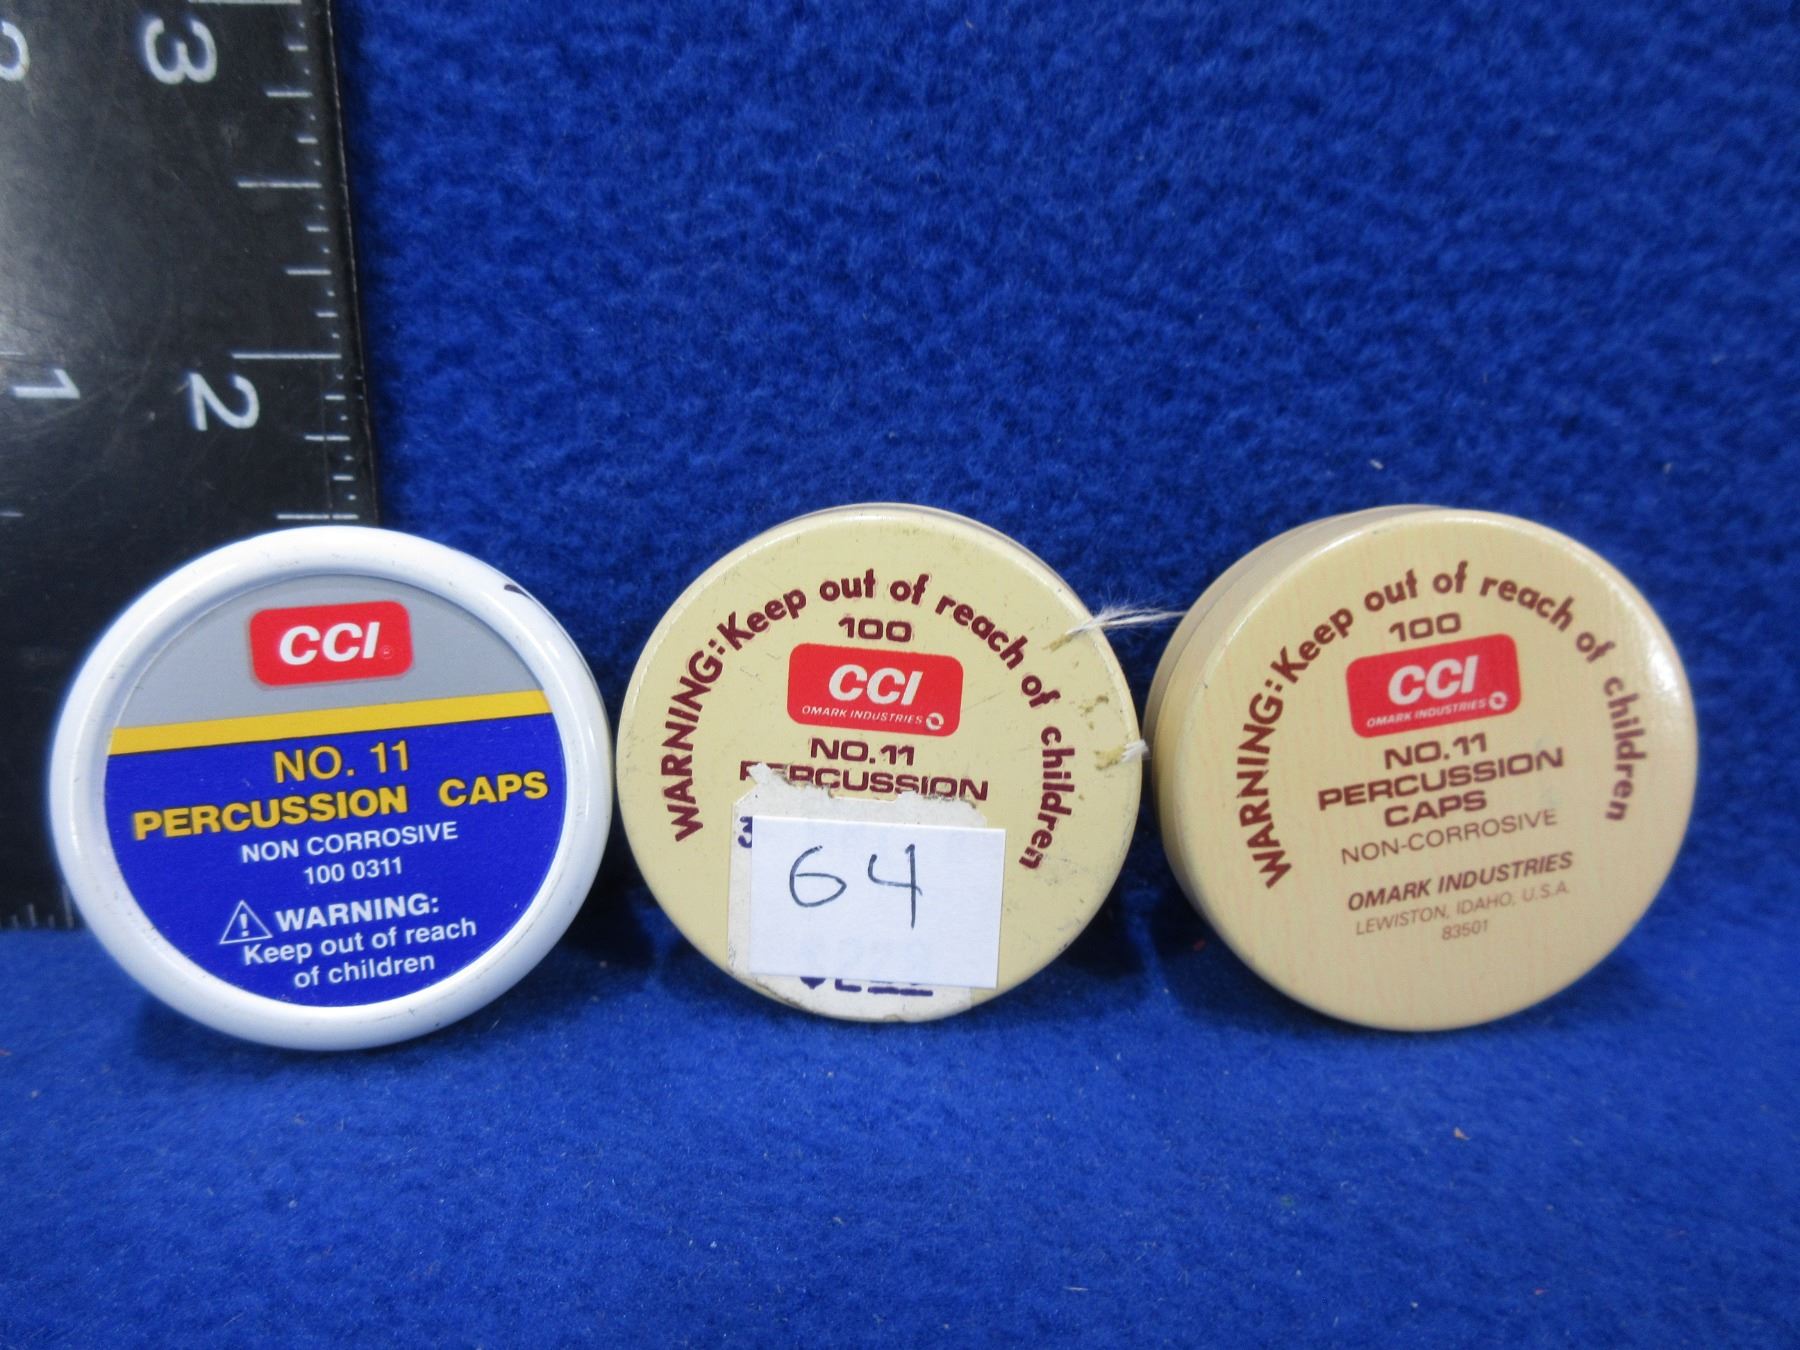 3
2
1
CCI
NO. 11
PERCUSSION CAPS
NON CORROSIVE
100 0311
WARNING:
Keep out of reach
of children
WARNING: Keep out of reach of children
100
CCI
OMARK INDUSTRIES
NO. 11
PERCUSSION
64
WARNING: Keep out of reach of children
100
CCI
OMARK INDUSTRIES
NO. 11
PERCUSSION
CAPS
NON-CORROSIVE
OMARK INDUSTRIES
LEWISTON, IDAHO, U.S.A.
83501